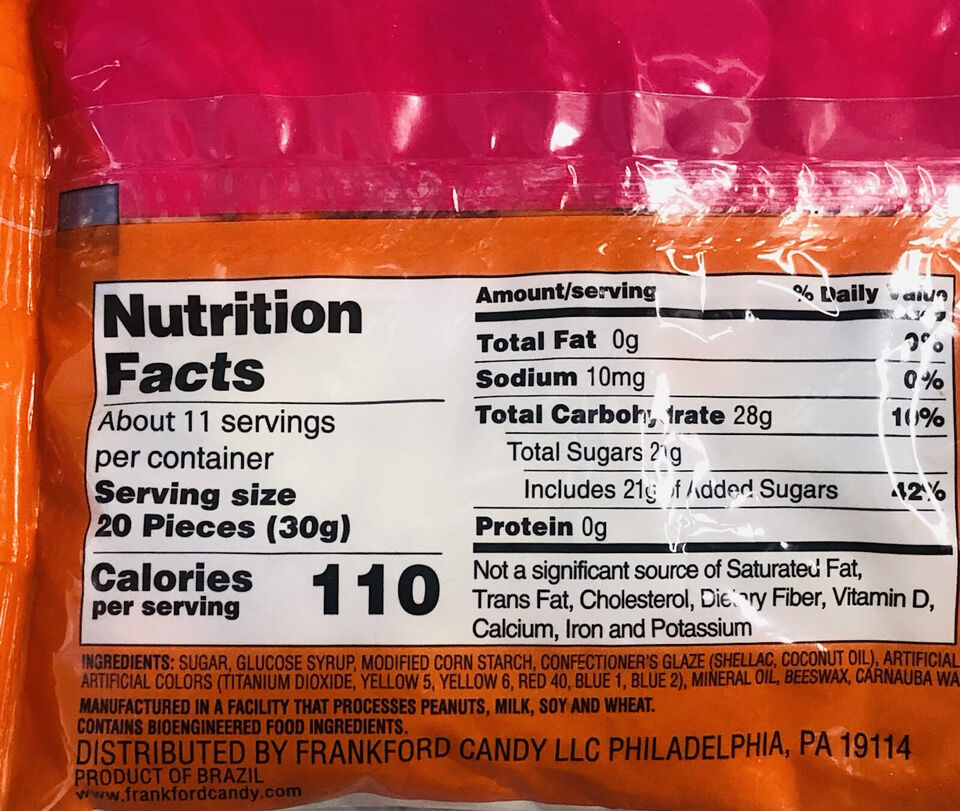 Nutrition
Facts
About 11 servings
per container
Serving size
20 Pieces (30g)
Calories
per serving
110
Amount/serving % Daily Value
Total Fat 0g 0%
Sodium 10mg 0%
Total Carbohydrate 28g 10%
Total Sugars 21g
Includes 21g of Added Sugars 42%
Protein 0g
Not a significant source of Saturated Fat,
Trans Fat, Cholesterol, Dietary Fiber, Vitamin D,
Calcium, Iron and Potassium
INGREDIENTS: SUGAR, GLUCOSE SYRUP, MODIFIED CORN STARCH, CONFECTIONER'S GLAZE (SHELLAC, COCONUT OIL), ARTIFICIAL
ARTIFICIAL COLORS (TITANIUM DIOXIDE, YELLOW 5, YELLOW 6, RED 40, BLUE 1, BLUE 2), MINERAL OIL, BEESWAX, CARNAUBA WA
MANUFACTURED IN A FACILITY THAT PROCESSES PEANUTS, MILK, SOY AND WHEAT.
CONTAINS BIOENGINEERED FOOD INGREDIENTS.
DISTRIBUTED BY FRANKFORD CANDY LLC PHILADELPHIA, PA 19114
PRODUCT OF BRAZIL
www.frankfordcandy.com